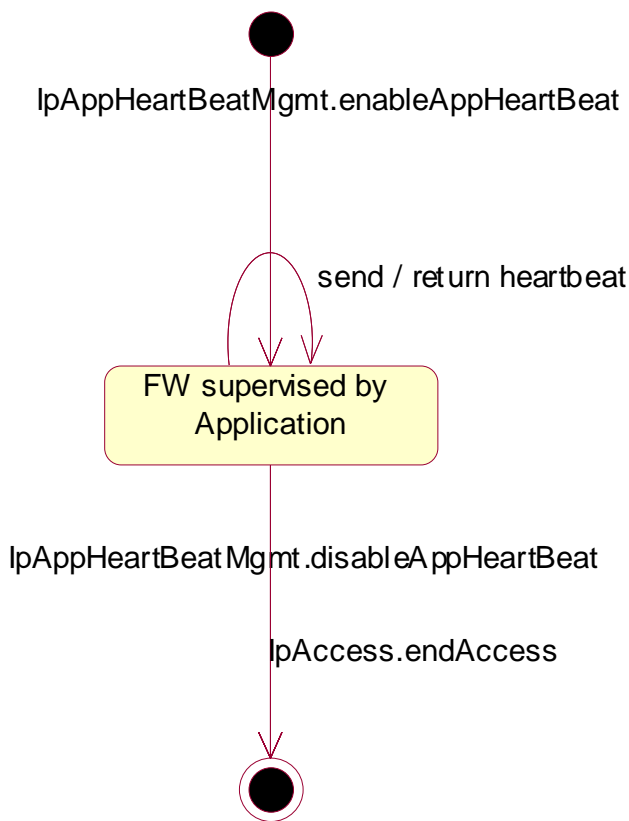 IpAppHeartBeatMgmt.enableAppHeartBeat
send / return heartbeat
FW supervised by
Application
IpAppHeartBeatMgmt.disableAppHeartBeat
IpAccess.endAccess